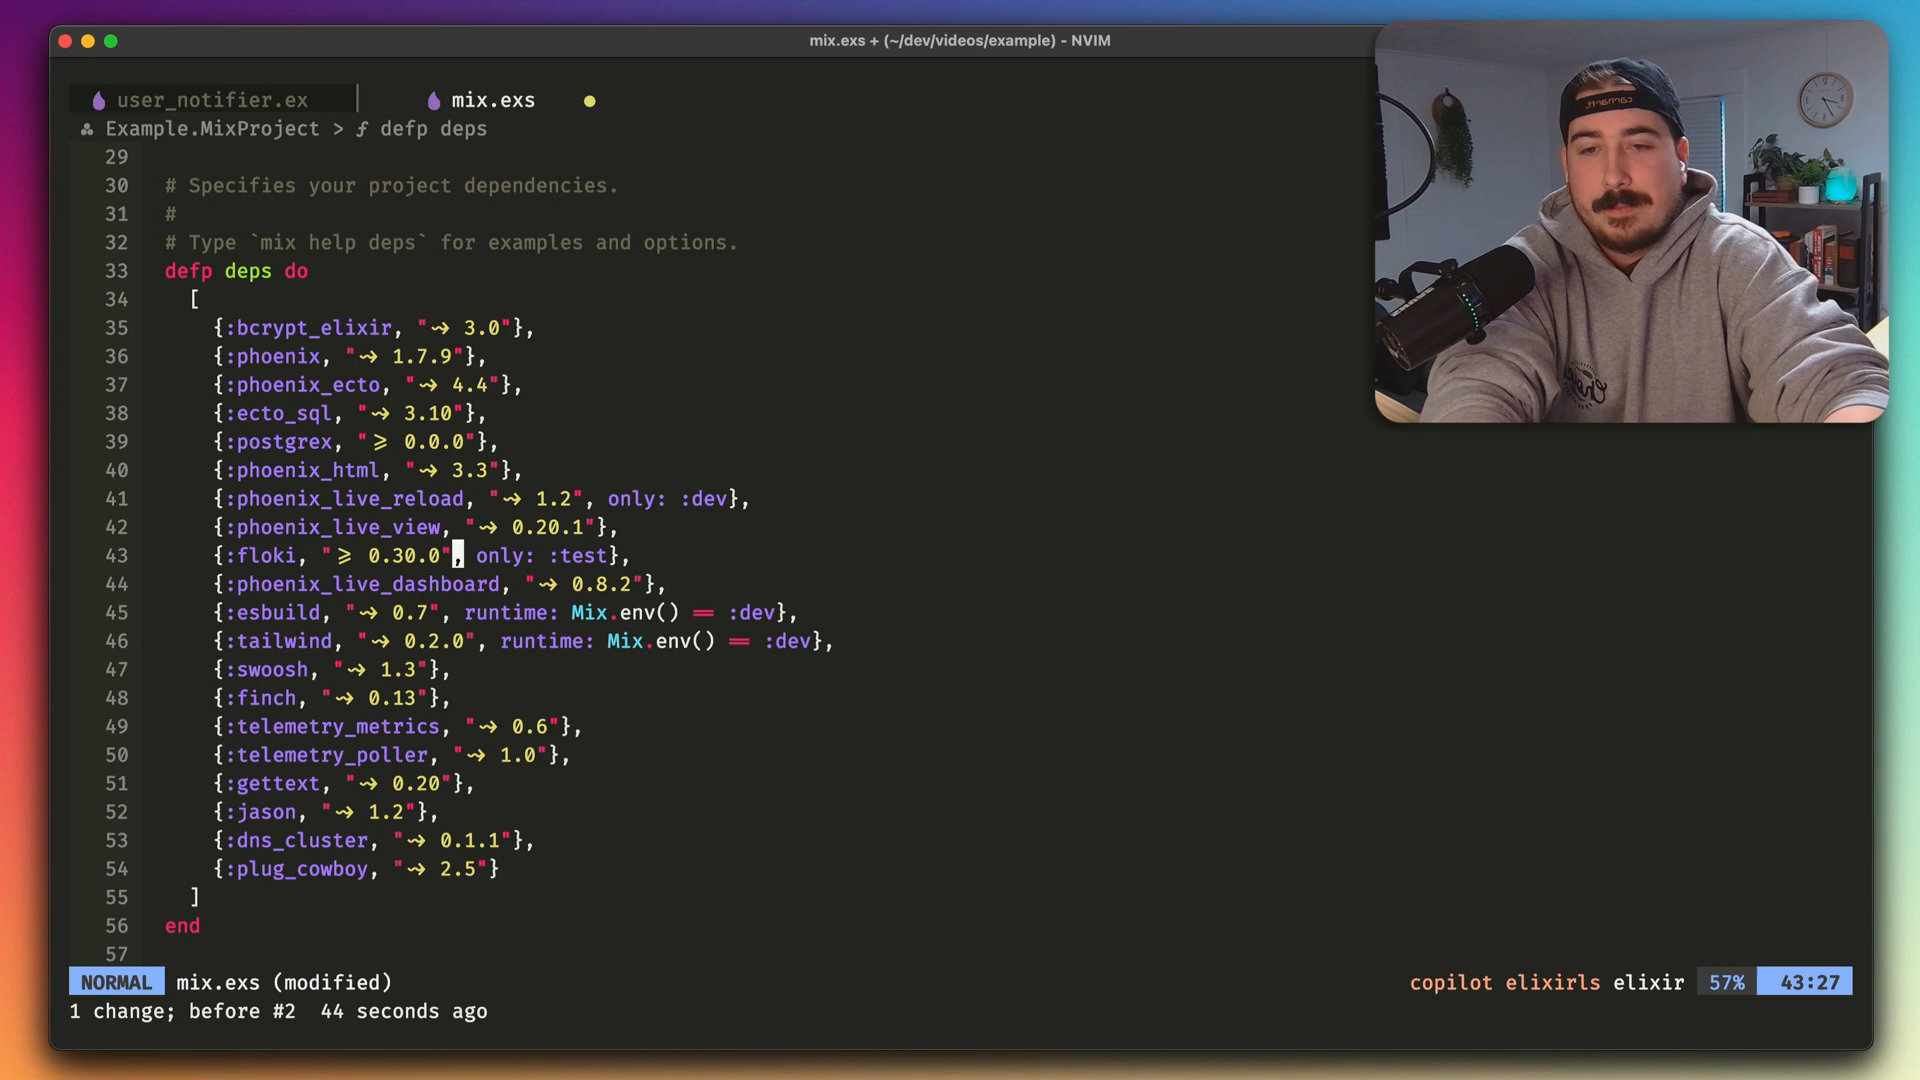 mix.exs + (~/dev/videos/example) - NVIM
user_notifier.ex mix.exs
Example.MixProject > ƒ defp deps
29
30 # Specifies your project dependencies.
31 #
32 # Type `mix help deps` for examples and options.
33 defp deps do
34 [
35 {:bcrypt_elixir, "~> 3.0"},
36 {:phoenix, "~> 1.7.9"},
37 {:phoenix_ecto, "~> 4.4"},
38 {:ecto_sql, "~> 3.10"},
39 {:postgrex, ">= 0.0.0"},
40 {:phoenix_html, "~> 3.3"},
41 {:phoenix_live_reload, "~> 1.2", only: :dev},
42 {:phoenix_live_view, "~> 0.20.1"},
43 {:floki, ">= 0.30.0", only: :test},
44 {:phoenix_live_dashboard, "~> 0.8.2"},
45 {:esbuild, "~> 0.7", runtime: Mix.env() == :dev},
46 {:tailwind, "~> 0.2.0", runtime: Mix.env() == :dev},
47 {:swoosh, "~> 1.3"},
48 {:finch, "~> 0.13"},
49 {:telemetry_metrics, "~> 0.6"},
50 {:telemetry_poller, "~> 1.0"},
51 {:gettext, "~> 0.20"},
52 {:jason, "~> 1.2"},
53 {:dns_cluster, "~> 0.1.1"},
54 {:plug_cowboy, "~> 2.5"}
55 ]
56 end
57
NORMAL mix.exs (modified) copilot elixirls elixir 57% 43:27
1 change; before #2 44 seconds ago